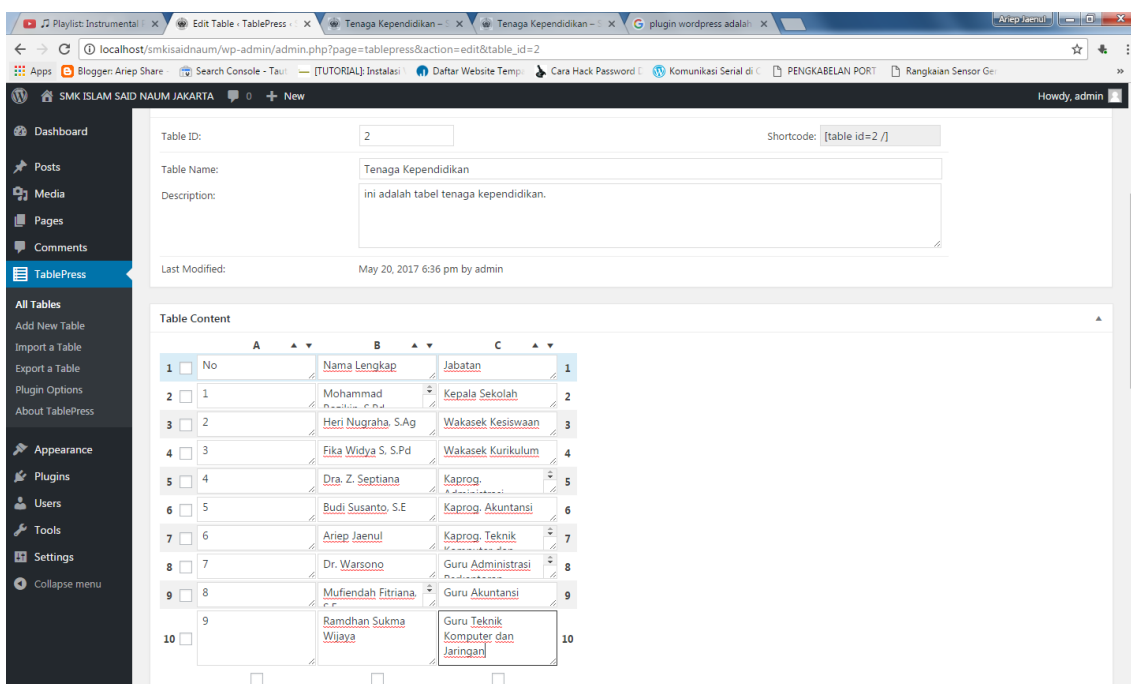 Playlist: Instrumental
Edit Table ‹ TablePress ‹ S
Tenaga Kependidikan – S
Tenaga Kependidikan – S
plugin wordpress adalah
Ariep Jaenul
localhost/smkisaidnaum/wp-admin/admin.php?page=tablepress&action=edit&table_id=2
Apps
Blogger: Ariep Share -
Search Console - Taut
[TUTORIAL]: Instalasi
Daftar Website Temp
Cara Hack Password
Komunikasi Serial di
PENGKABELAN PORT
Rangkaian Sensor Ge
»
SMK ISLAM SAID NAUM JAKARTA 0 + New
Howdy, admin
Dashboard
Posts
Media
Pages
Comments
TablePress
All Tables
Add New Table
Import a Table
Export a Table
Plugin Options
About TablePress
Appearance
Plugins
Users
Tools
Settings
Collapse menu
Table ID: 2 Shortcode: [table id=2 /]
Table Name: Tenaga Kependidikan
Description: ini adalah tabel tenaga kependidikan.
Last Modified: May 20, 2017 6:36 pm by admin
Table Content
A B C
1 No Nama Lengkap Jabatan 1
2 1 Mohammad Kepala Sekolah 2
3 2 Heri Nugraha, S.Ag Wakasek Kesiswaan 3
4 3 Fika Widya S, S.Pd Wakasek Kurikulum 4
5 4 Dra. Z. Septiana Kaprog. 5
6 5 Budi Susanto, S.E Kaprog. Akuntansi 6
7 6 Ariep Jaenul Kaprog. Teknik 7
8 7 Dr. Warsono Guru Administrasi 8
9 8 Mufiendah Fitriana, Guru Akuntansi 9
10 9 Ramdhan Sukma Wijaya Guru Teknik Komputer dan Jaringan 10